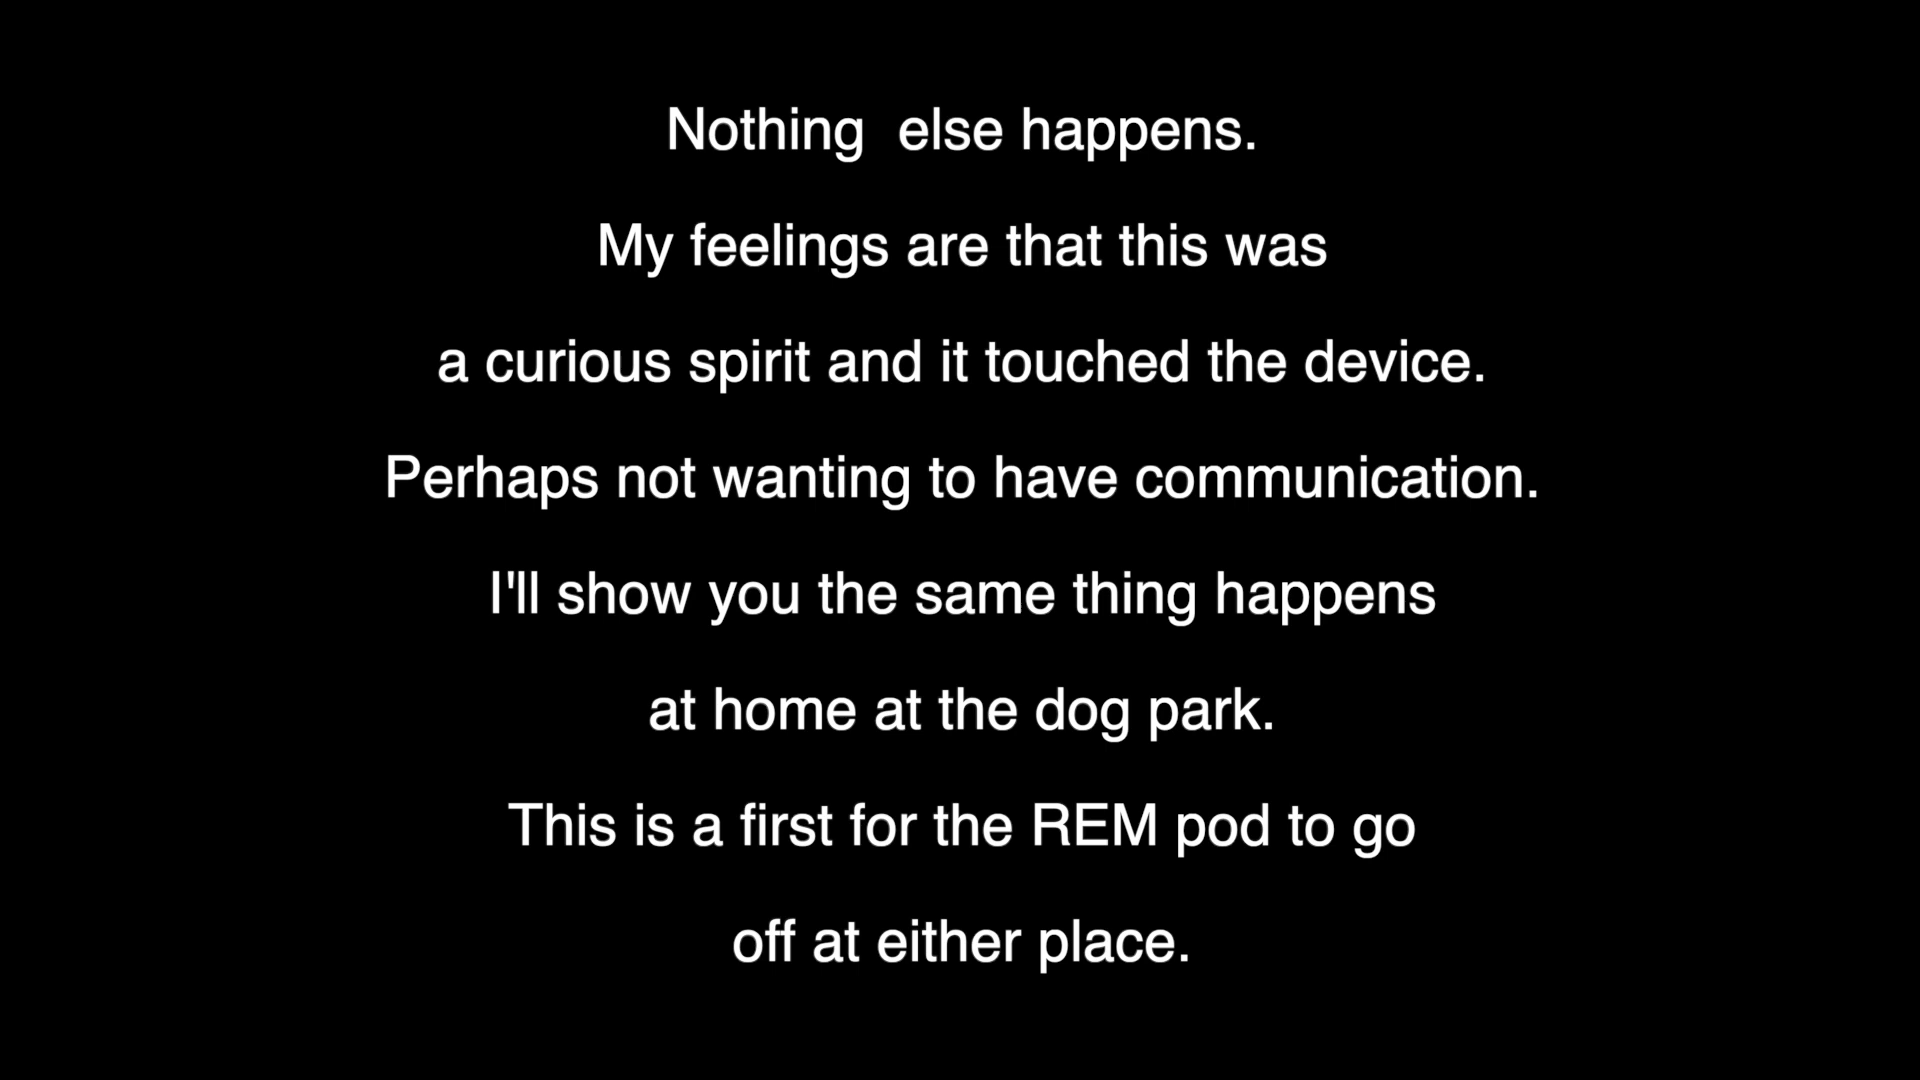 Nothing  else happens.
My feelings are that this was
a curious spirit and it touched the device.
Perhaps not wanting to have communication.
I'll show you the same thing happens
at home at the dog park.
This is a first for the REM pod to go
off at either place.